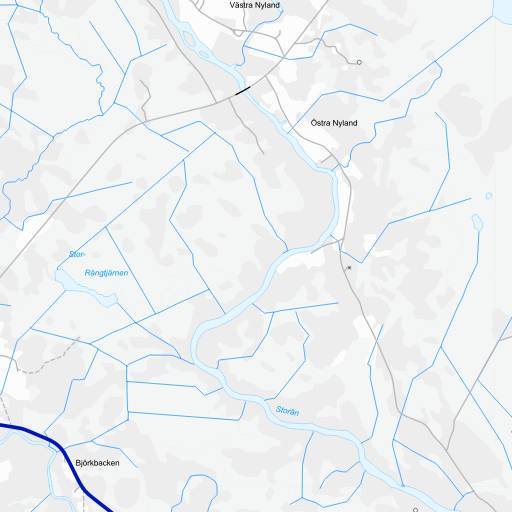 Västra Nyland
Östra Nyland
Stor-
Rångtjärnen
Storån
Björkbacken